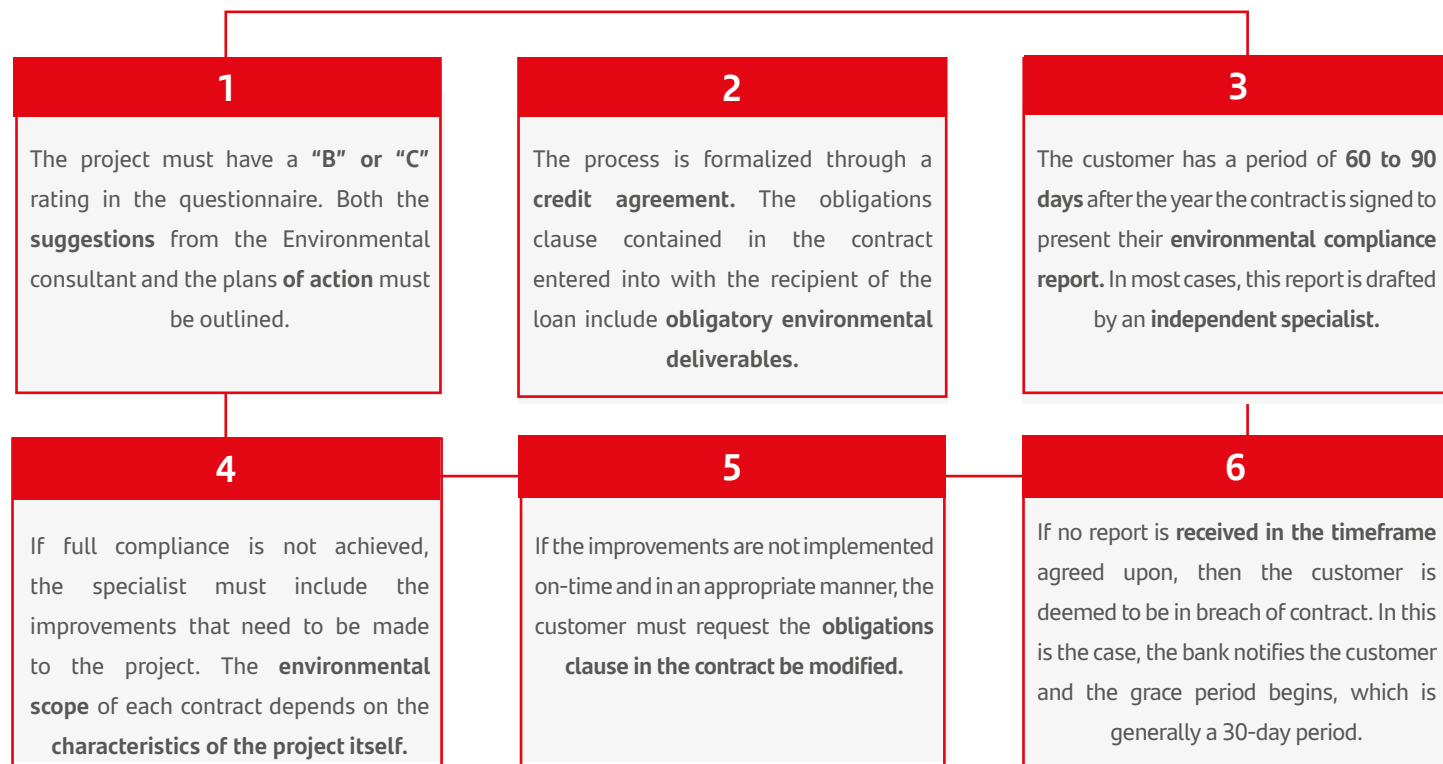 1
The project must have a “B” or “C”
rating in the questionnaire. Both the
suggestions from the Environmental
consultant and the plans of action must
be outlined.
2
The process is formalized through a
credit agreement. The obligations
clause contained in the contract
entered into with the recipient of the
loan include obligatory environmental
deliverables.
3
The customer has a period of 60 to 90
days after the year the contract is signed to
present their environmental compliance
report. In most cases, this report is drafted
by an independent specialist.
4
If full compliance is not achieved,
the specialist must include the
improvements that need to be made
to the project. The environmental
scope of each contract depends on the
characteristics of the project itself.
5
If the improvements are not implemented
on-time and in an appropriate manner, the
customer must request the obligations
clause in the contract be modified.
6
If no report is received in the timeframe
agreed upon, then the customer is
deemed to be in breach of contract. In this
is the case, the bank notifies the customer
and the grace period begins, which is
generally a 30-day period.